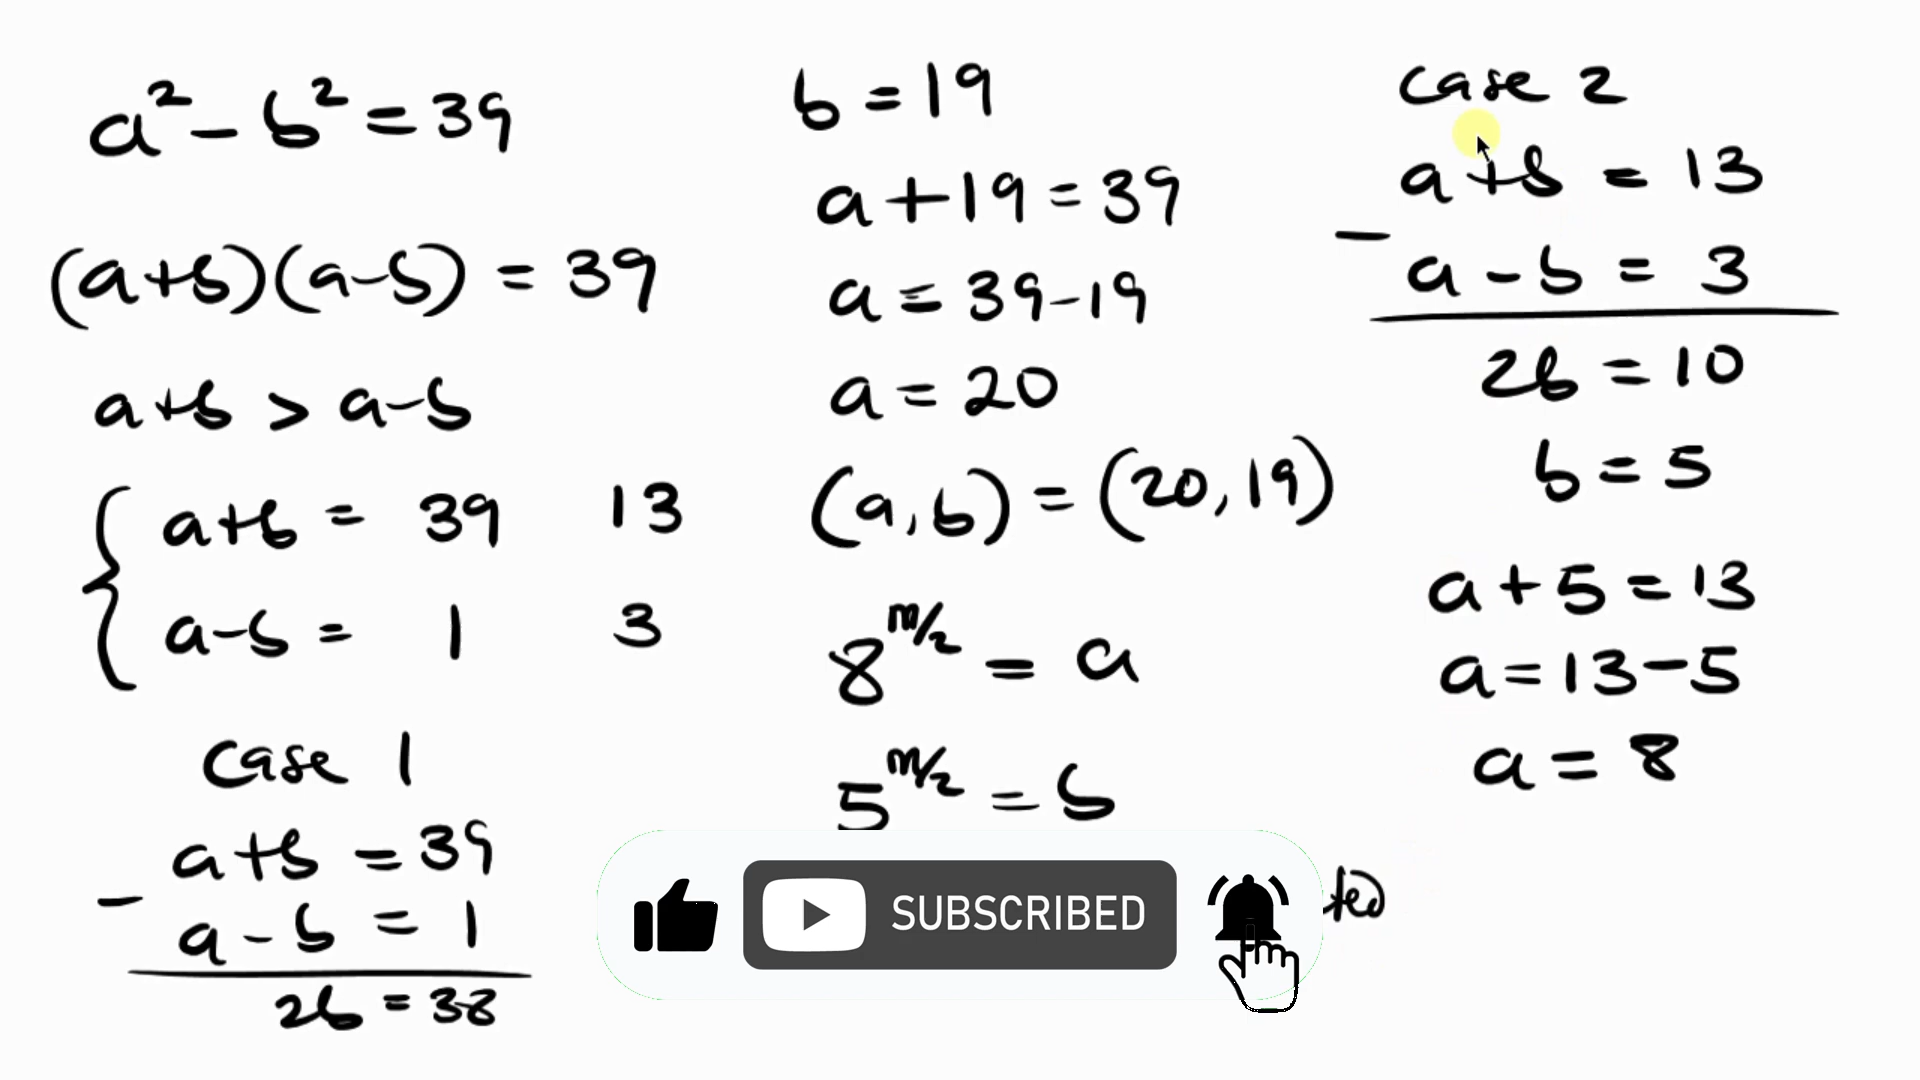 a² - b² = 39
(a+b)(a-b) = 39
a+b > a-b
a+b = 39 13
a-b = 1 3
case 1
a+b = 39
- a-b = 1
2b = 38
b = 19
a+19 = 39
a = 39-19
a = 20
(a,b) = (20,19)
8^{m/2} = a
5^{m/2} = b
SUBSCRIBED
case 2
a+b = 13
- a-b = 3
2b = 10
b = 5
a+5 = 13
a = 13-5
a = 8